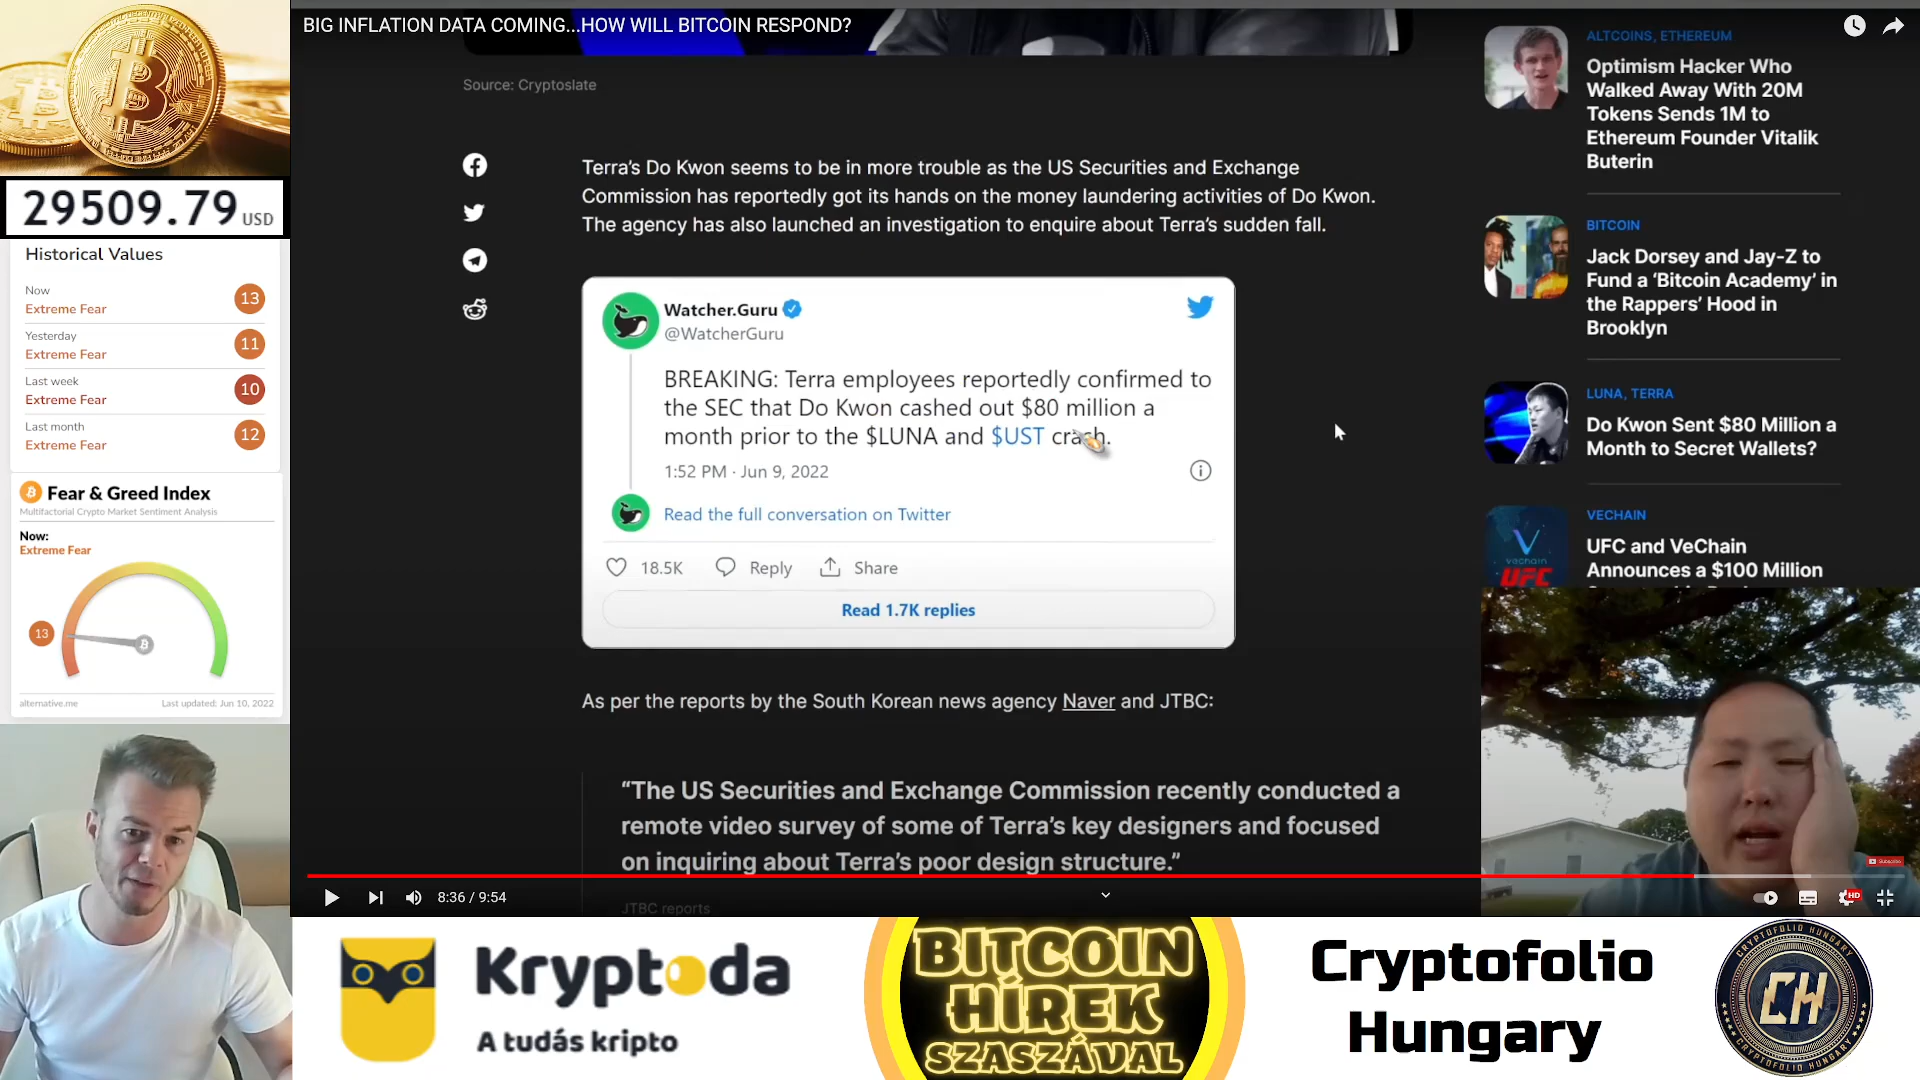 BIG INFLATION DATA COMING...HOW WILL BITCOIN RESPOND?
29509.79 USD
Historical Values
Now
Extreme Fear
13
Yesterday
Extreme Fear
11
Last week
Extreme Fear
10
Last month
Extreme Fear
12
Fear & Greed Index
Multifactorial Crypto Market Sentiment Analysis
Now:
Extreme Fear
13
alternative.me
Last updated: Jun 10, 2022
Source: Cryptoslate
Terra's Do Kwon seems to be in more trouble as the US Securities and Exchange
Commission has reportedly got its hands on the money laundering activities of Do Kwon.
The agency has also launched an investigation to enquire about Terra's sudden fall.
Watcher.Guru
@WatcherGuru
BREAKING: Terra employees reportedly confirmed to
the SEC that Do Kwon cashed out $80 million a
month prior to the $LUNA and $UST crash.
1:52 PM · Jun 9, 2022
Read the full conversation on Twitter
18.5K Reply Share
Read 1.7K replies
As per the reports by the South Korean news agency Naver and JTBC:
“The US Securities and Exchange Commission recently conducted a
remote video survey of some of Terra's key designers and focused
on inquiring about Terra's poor design structure.”
JTBC reports
ALTCOINS, ETHEREUM
Optimism Hacker Who
Walked Away With 20M
Tokens Sends 1M to
Ethereum Founder Vitalik
Buterin
BITCOIN
Jack Dorsey and Jay-Z to
Fund a ‘Bitcoin Academy’ in
the Rappers’ Hood in
Brooklyn
LUNA, TERRA
Do Kwon Sent $80 Million a
Month to Secret Wallets?
VECHAIN
UFC and VeChain
Announces a $100 Million
vechain
UFC
Subscribe
8:36 / 9:54
HD
Kryptoda
A tudás kripto
BITCOIN
HÍREK
SZASZÁVAL
Cryptofolio
Hungary
CRYPTOFOLIO HUNGARY
CH
CRYPTOFOLIO HUNGARY